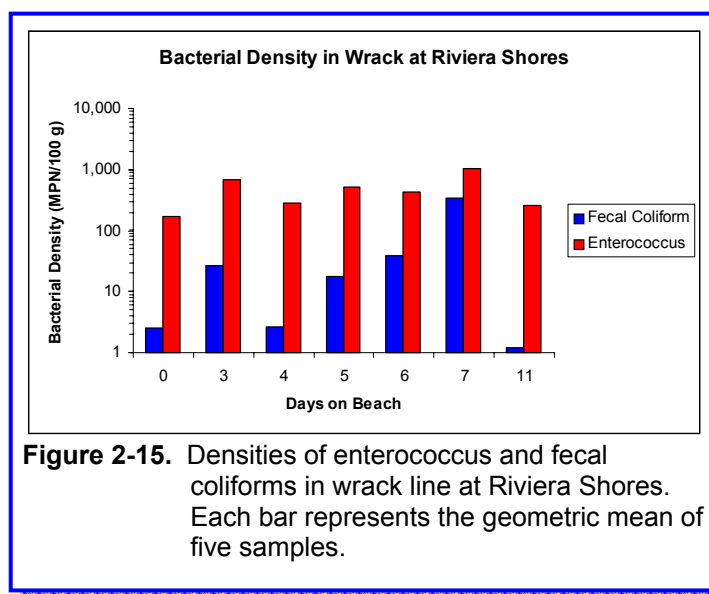 Bacterial Density in Wrack at Riviera Shores
Bacterial Density (MPN/100 g)
10,000
1,000
100
10
1
0 3 4 5 6 7 11
Days on Beach
Fecal Coliform
Enterococcus
Figure 2-15. Densities of enterococcus and fecal
coliforms in wrack line at Riviera Shores.
Each bar represents the geometric mean of
five samples.